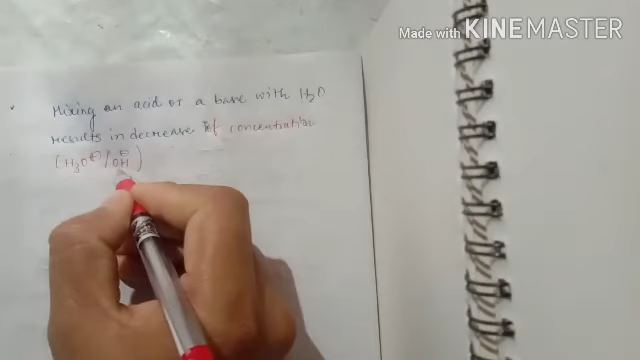 Made with KINEMASTER
Mixing an acid or a base with H₂O
results in decrease of concentration
(H₃O⊕/OH⊖)